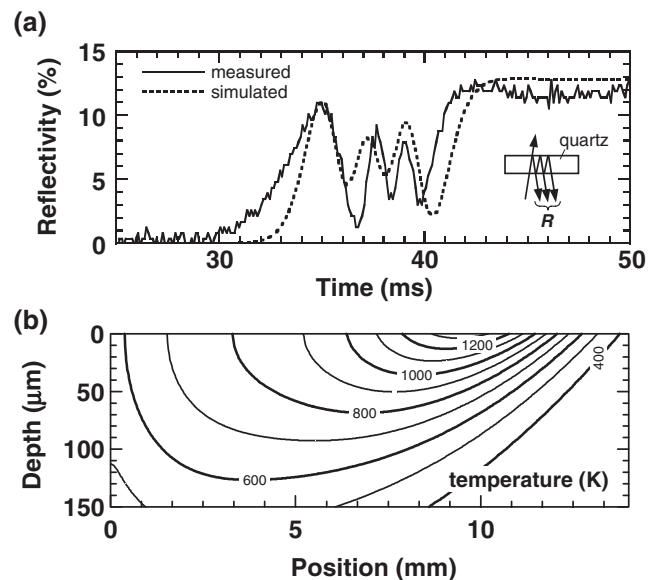 (a)
Reflectivity (%)
15
10
5
0
measured
simulated
quartz
R
30
40
50
Time (ms)
(b)
Depth (μm)
0
50
100
150
1200
1000
800
600
400
temperature (K)
0
5
10
Position (mm)